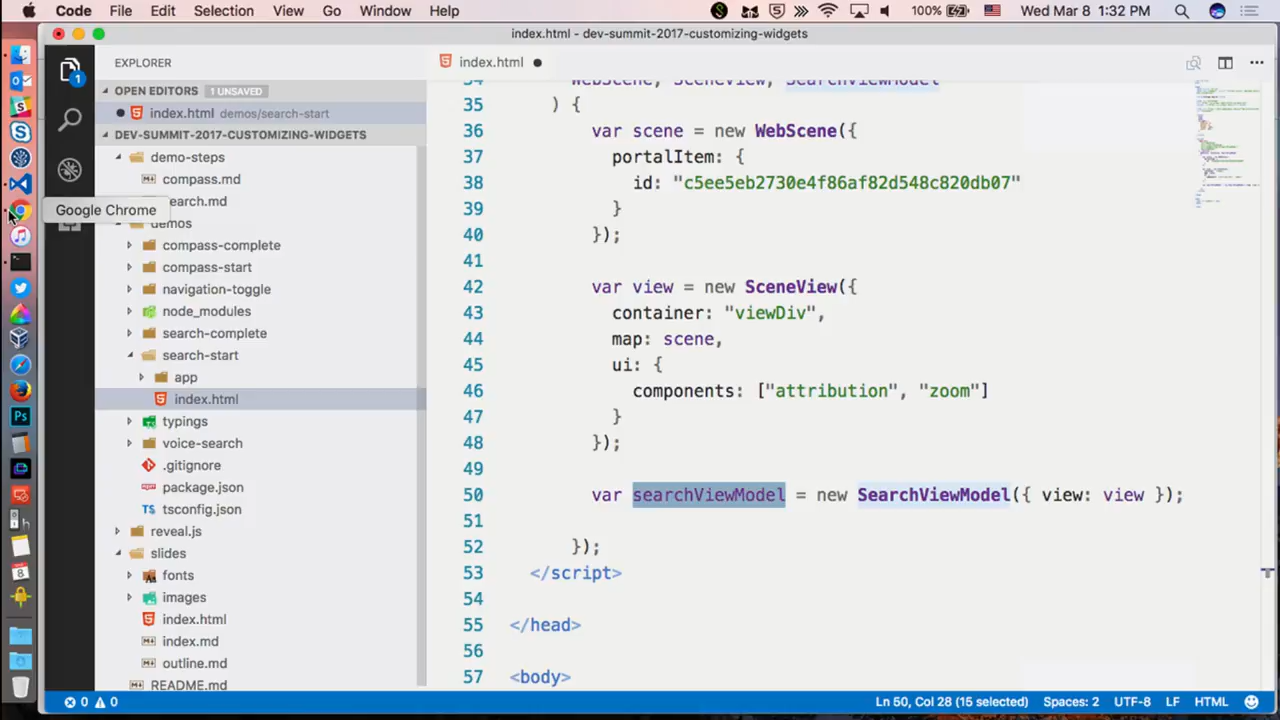 Code File Edit Selection View Go Window Help 100% Wed Mar 8 1:32 PM
index.html - dev-summit-2017-customizing-widgets
EXPLORER
OPEN EDITORS 1 UNSAVED
index.html demos/search-start
DEV-SUMMIT-2017-CUSTOMIZING-WIDGETS
demo-steps
compass.md
rch.md
Google Chrome
demos
compass-complete
compass-start
navigation-toggle
node_modules
search-complete
search-start
app
index.html
typings
voice-search
.gitignore
package.json
tsconfig.json
reveal.js
slides
fonts
images
index.html
index.md
outline.md
README.md
index.html
34 WebScene, SceneView, SearchViewModel
35 ) {
36 var scene = new WebScene({
37 portalItem: {
38 id: "c5ee5eb2730e4f86af82d548c820db07"
39 }
40 });
41
42 var view = new SceneView({
43 container: "viewDiv",
44 map: scene,
45 ui: {
46 components: ["attribution", "zoom"]
47 }
48 });
49
50 var searchViewModel = new SearchViewModel({ view: view });
51
52 });
53 </script>
54
55 </head>
56
57 <body>
0 0 Ln 50, Col 28 (15 selected) Spaces: 2 UTF-8 LF HTML